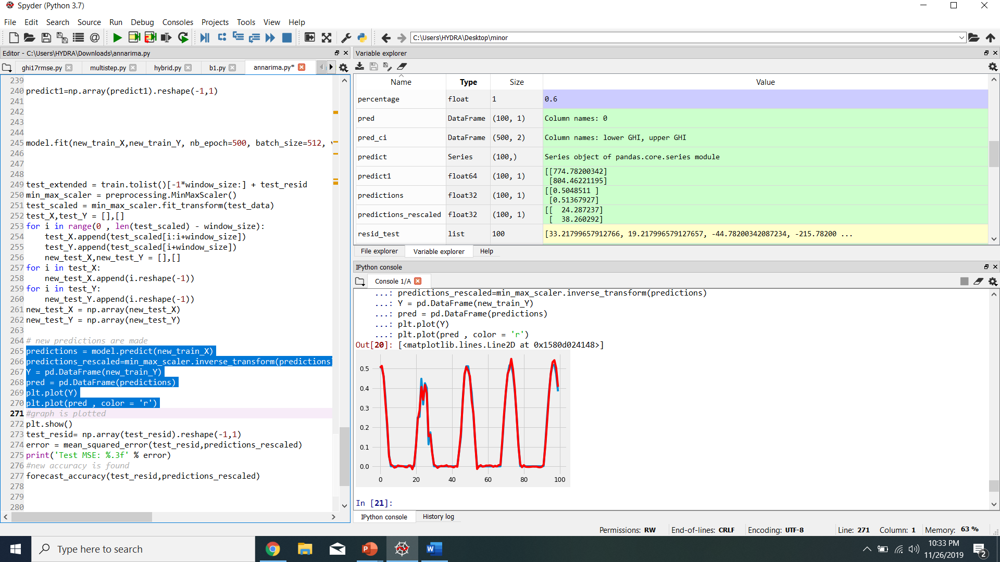 Spyder (Python 3.7)
File Edit Search Source Run Debug Consoles Projects Tools View Help
C:\Users\HYDRA\Desktop\minor
Editor - C:\Users\HYDRA\Downloads\annarima.py
ghi17rmse.py multistep.py hybrid.py b1.py annarima.py*
239
240 predict1=np.array(predict1).reshape(-1,1)
241
242
243
244
245 model.fit(new_train_X,new_train_Y, nb_epoch=500, batch_size=512,
246
247
248
249 test_extended = train.tolist()[-1*window_size:] + test_resid
250 min_max_scaler = preprocessing.MinMaxScaler()
251 test_scaled = min_max_scaler.fit_transform(test_data)
252 test_X,test_Y = [],[]
253 for i in range(0 , len(test_scaled) - window_size):
254     test_X.append(test_scaled[i:i+window_size])
255     test_Y.append(test_scaled[i+window_size])
256     new_test_X,new_test_Y = [],[]
257 for i in test_X:
258     new_test_X.append(i.reshape(-1))
259 for i in test_Y:
260     new_test_Y.append(i.reshape(-1))
261 new_test_X = np.array(new_test_X)
262 new_test_Y = np.array(new_test_Y)
263
264 # new predictions are made
265 predictions = model.predict(new_train_X)
266 predictions_rescaled=min_max_scaler.inverse_transform(predictions)
267 Y = pd.DataFrame(new_train_Y)
268 pred = pd.DataFrame(predictions)
269 plt.plot(Y)
270 plt.plot(pred , color = 'r')
271 #graph is plotted
272 plt.show()
273 test_resid= np.array(test_resid).reshape(-1,1)
274 error = mean_squared_error(test_resid,predictions_rescaled)
275 print('Test MSE: %.3f' % error)
276 #new accuracy is found
277 forecast_accuracy(test_resid,predictions_rescaled)
278
279
280
Variable explorer
Name Type Size Value
percentage float 1 0.6
pred DataFrame (100, 1) Column names: 0
pred_ci DataFrame (500, 2) Column names: lower GHI, upper GHI
predict Series (100,) Series object of pandas.core.series module
predict1 float64 (100, 1) [[774.78200342]
[804.46221195]
predictions float32 (100, 1) [[0.5048511 ]
[0.51367927]
predictions_rescaled float32 (100, 1) [[ 24.287237]
[ 38.260292]
resid_test list 100 [33.21799657912766, 19.217996579127657, -44.78200342087234, -215.78200 ...
File explorer Variable explorer Help
IPython console
Console 1/A
...: predictions_rescaled=min_max_scaler.inverse_transform(predictions)
...: Y = pd.DataFrame(new_train_Y)
...: pred = pd.DataFrame(predictions)
...: plt.plot(Y)
...: plt.plot(pred , color = 'r')
Out[20]: [<matplotlib.lines.Line2D at 0x1580d024148>]
0.5
0.4
0.3
0.2
0.1
0.0
0 20 40 60 80 100
In [21]:
IPython console History log
Permissions: RW End-of-lines: CRLF Encoding: UTF-8 Line: 271 Column: 1 Memory: 63 %
Type here to search
10:33 PM
11/26/2019
2